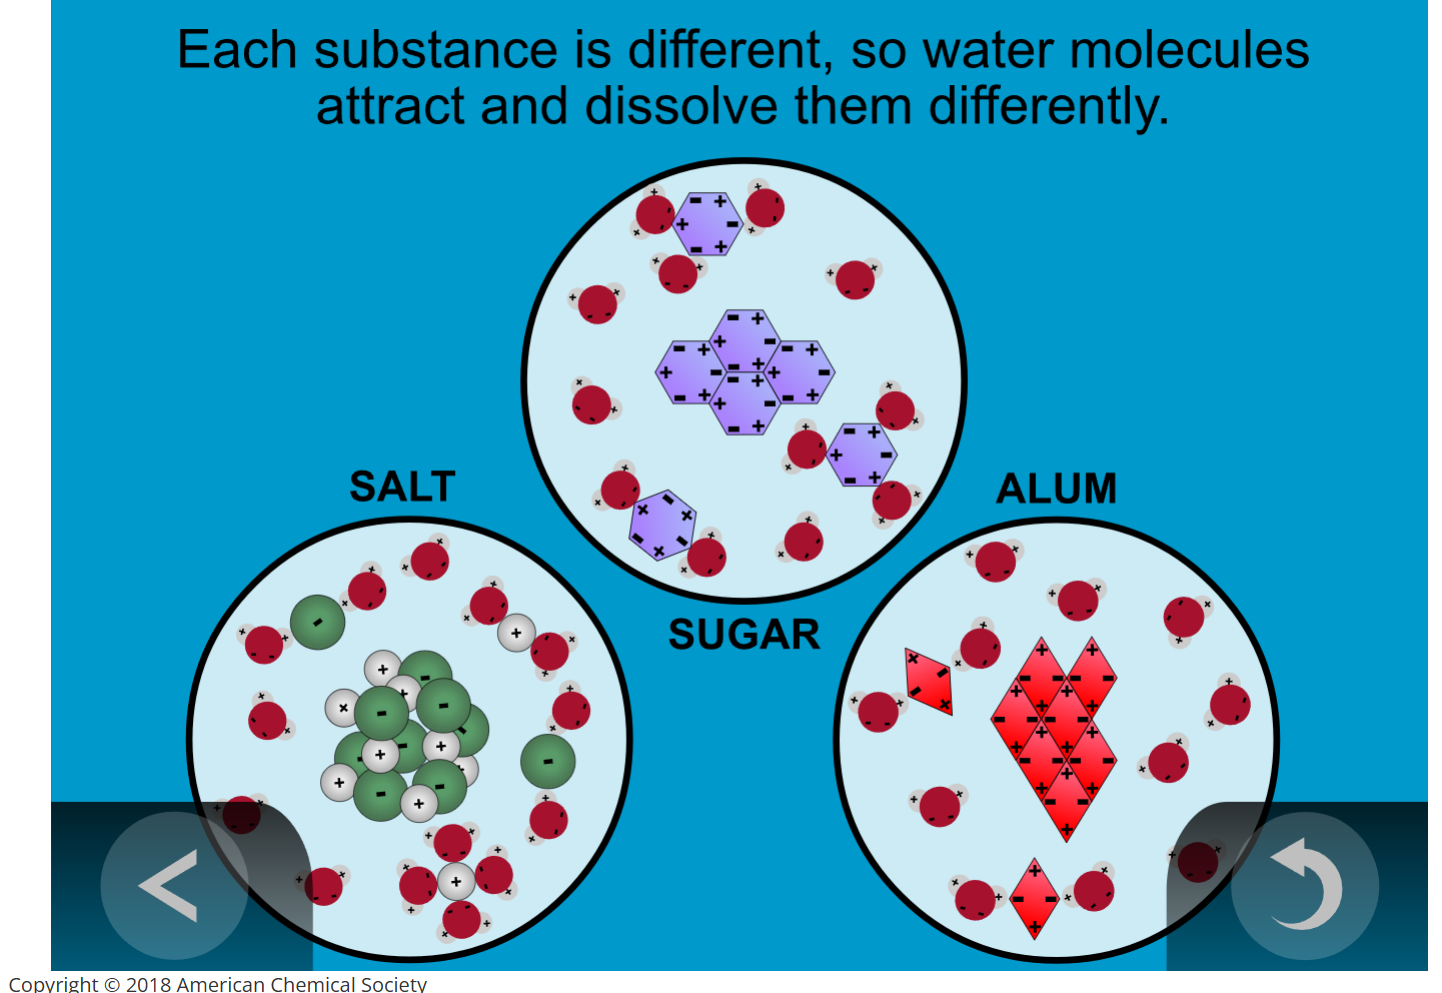 Each substance is different, so water molecules
attract and dissolve them differently.
SALT
ALUM
SUGAR
Copyright © 2018 American Chemical Society